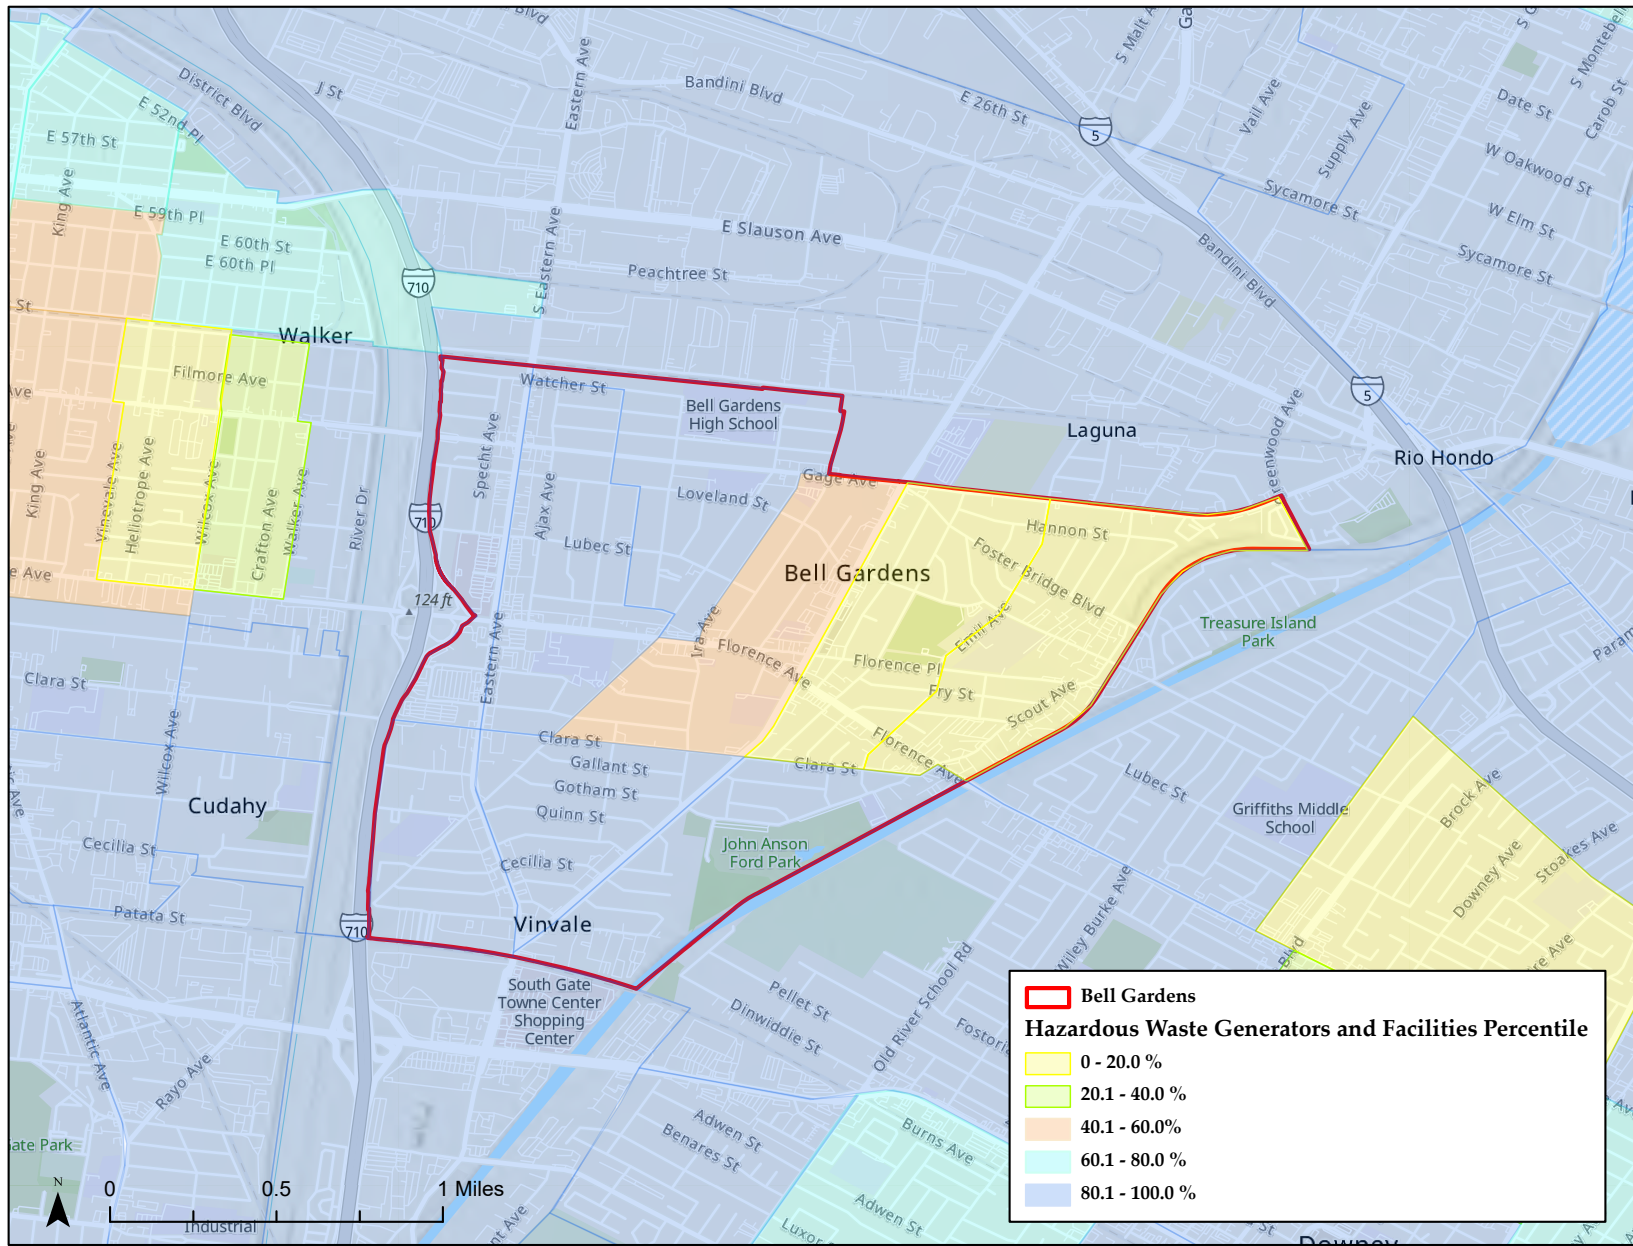 District Blvd
J St
Eastern Ave
Bandini Blvd
E 26th St
5
Vail Ave
Supply Ave
Date St
Carob St
W Oakwood St
E 52nd Pl
E 57th St
King Ave
E 59th Pl
E 60th St
E 60th Pl
E Slauson Ave
Peachtree St
S Eastern Ave
Sycamore St
W Elm St
Sycamore St
Bandini Blvd
710
St
Walker
Filmore Ave
Watcher St
Bell Gardens
High School
Laguna
Greenwood Ave
5
Rio Hondo
King Ave
Vinevale Ave
Heliotrope Ave
Wilcox Ave
Crafton Ave
Walker Ave
River Dr
710
Specht Ave
Ajax Ave
Loveland St
Gage Ave
Lubec St
Hannon St
Foster Bridge Blvd
Bell Gardens
124 ft
Ira Ave
Florence Ave
Emil Ave
Florence Pl
Fry St
Scout Ave
Treasure Island
Park
Clara St
Eastern Ave
Wilcox Ave
Clara St
Gallant St
Gotham St
Quinn St
Clara St
Florence Ave
Lubec St
Griffiths Middle
School
Brock Ave
Downey Ave
Stoakes Ave
Cudahy
Cecilia St
Cecilia St
John Anson
Ford Park
Patata St
710
Vinvale
Wiley Burke Ave
Old River School Rd
South Gate
Towne Center
Shopping
Center
Pellet St
Dinwiddie St
Atlantic Ave
Rayo Ave
Adwen St
Benares St
Burns Ave
Adwen St
Industrial
Downey
Bell Gardens
Hazardous Waste Generators and Facilities Percentile
0 - 20.0 %
20.1 - 40.0 %
40.1 - 60.0%
60.1 - 80.0 %
80.1 - 100.0 %
N
0 0.5 1 Miles